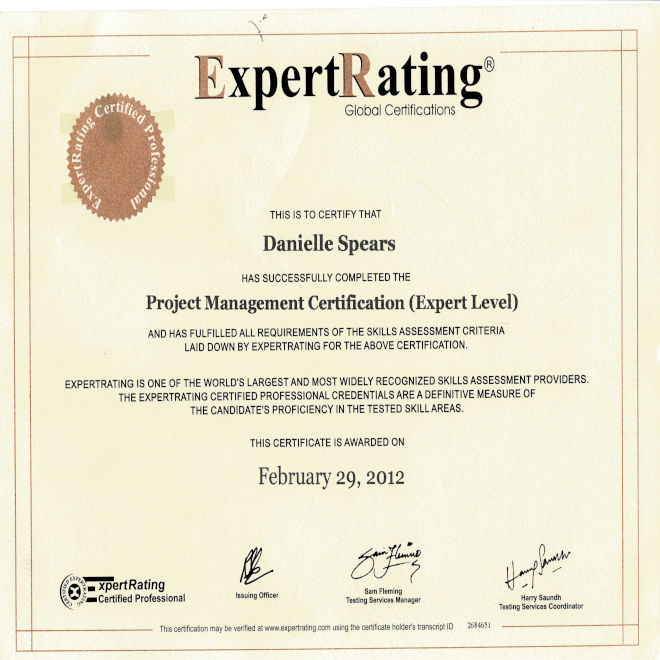 ExpertRating®
Global Certifications
ExpertRating Certified Professional
THIS IS TO CERTIFY THAT
Danielle Spears
HAS SUCCESSFULLY COMPLETED THE
Project Management Certification (Expert Level)
AND HAS FULFILLED ALL REQUIREMENTS OF THE SKILLS ASSESSMENT CRITERIA
LAID DOWN BY EXPERTRATING FOR THE ABOVE CERTIFICATION.
EXPERTRATING IS ONE OF THE WORLD'S LARGEST AND MOST WIDELY RECOGNIZED SKILLS ASSESSMENT PROVIDERS.
THE EXPERTRATING CERTIFIED PROFESSIONAL CREDENTIALS ARE A DEFINITIVE MEASURE OF
THE CANDIDATE'S PROFICIENCY IN THE TESTED SKILL AREAS.
THIS CERTIFICATE IS AWARDED ON
February 29, 2012
Sam Fleming
ExpertRating
Certified Professional
Issuing Officer
Sam Fleming
Testing Services Manager
Harry Saundh
Testing Services Coordinator
This certification may be verified at www.expertrating.com using the certificate holder's transcript ID 2684651